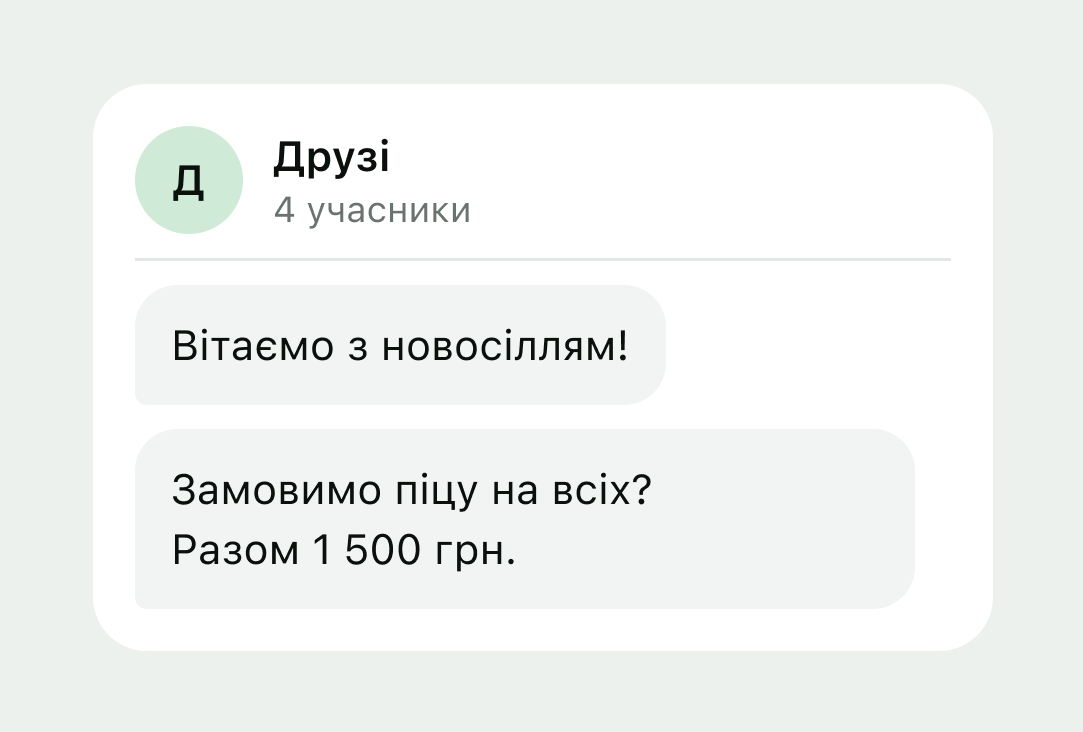 Д
Друзі
4 учасники
Вітаємо з новосіллям!
Замовимо піцу на всіх?
Разом 1 500 грн.